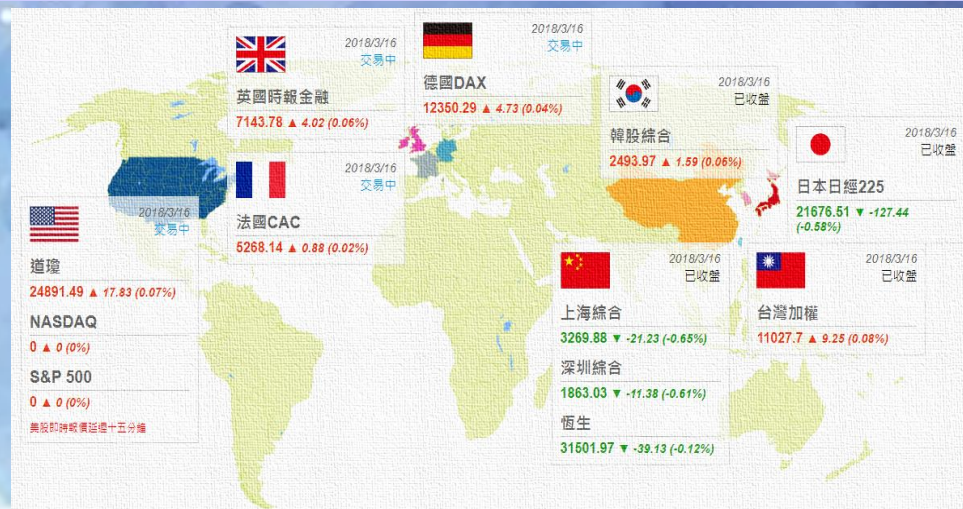 2018/3/16
交易中
英國時報金融
7143.78 ▲ 4.02 (0.06%)
2018/3/16
交易中
德國DAX
12350.29 ▲ 4.73 (0.04%)
2018/3/16
已收盤
韓股綜合
2493.97 ▲ 1.59 (0.06%)
2018/3/16
已收盤
日本日經225
21676.51 ▼ -127.44
(-0.58%)
2018/3/16
交易中
法國CAC
5268.14 ▲ 0.88 (0.02%)
2018/3/16
交易中
道瓊
24891.49 ▲ 17.83 (0.07%)
NASDAQ
0 ▲ 0 (0%)
S&P 500
0 ▲ 0 (0%)
美股即時報價延遲十五分鐘
2018/3/16
已收盤
上海綜合
3269.88 ▼ -21.23 (-0.65%)
深圳綜合
1863.03 ▼ -11.38 (-0.61%)
恆生
31501.97 ▼ -39.13 (-0.12%)
2018/3/16
已收盤
台灣加權
11027.7 ▲ 9.25 (0.08%)